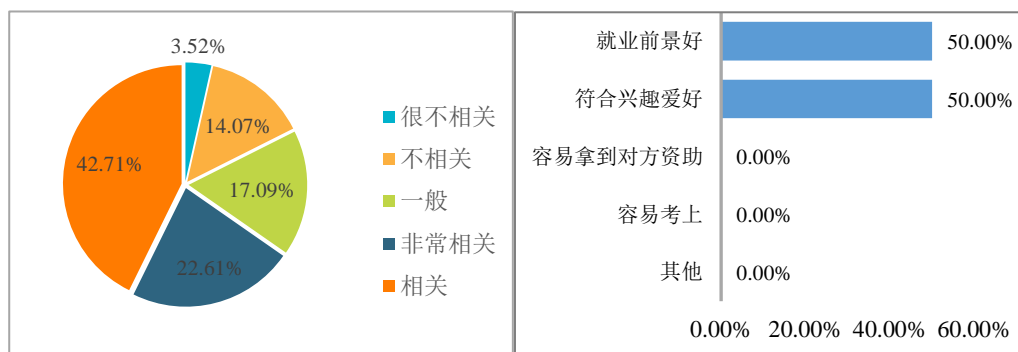 3.52%
14.07%
17.09%
22.61%
42.71%
很不相关
不相关
一般
非常相关
相关
就业前景好 50.00%
符合兴趣爱好 50.00%
容易拿到对方资助 0.00%
容易考上 0.00%
其他 0.00%
0.00% 20.00% 40.00% 60.00%